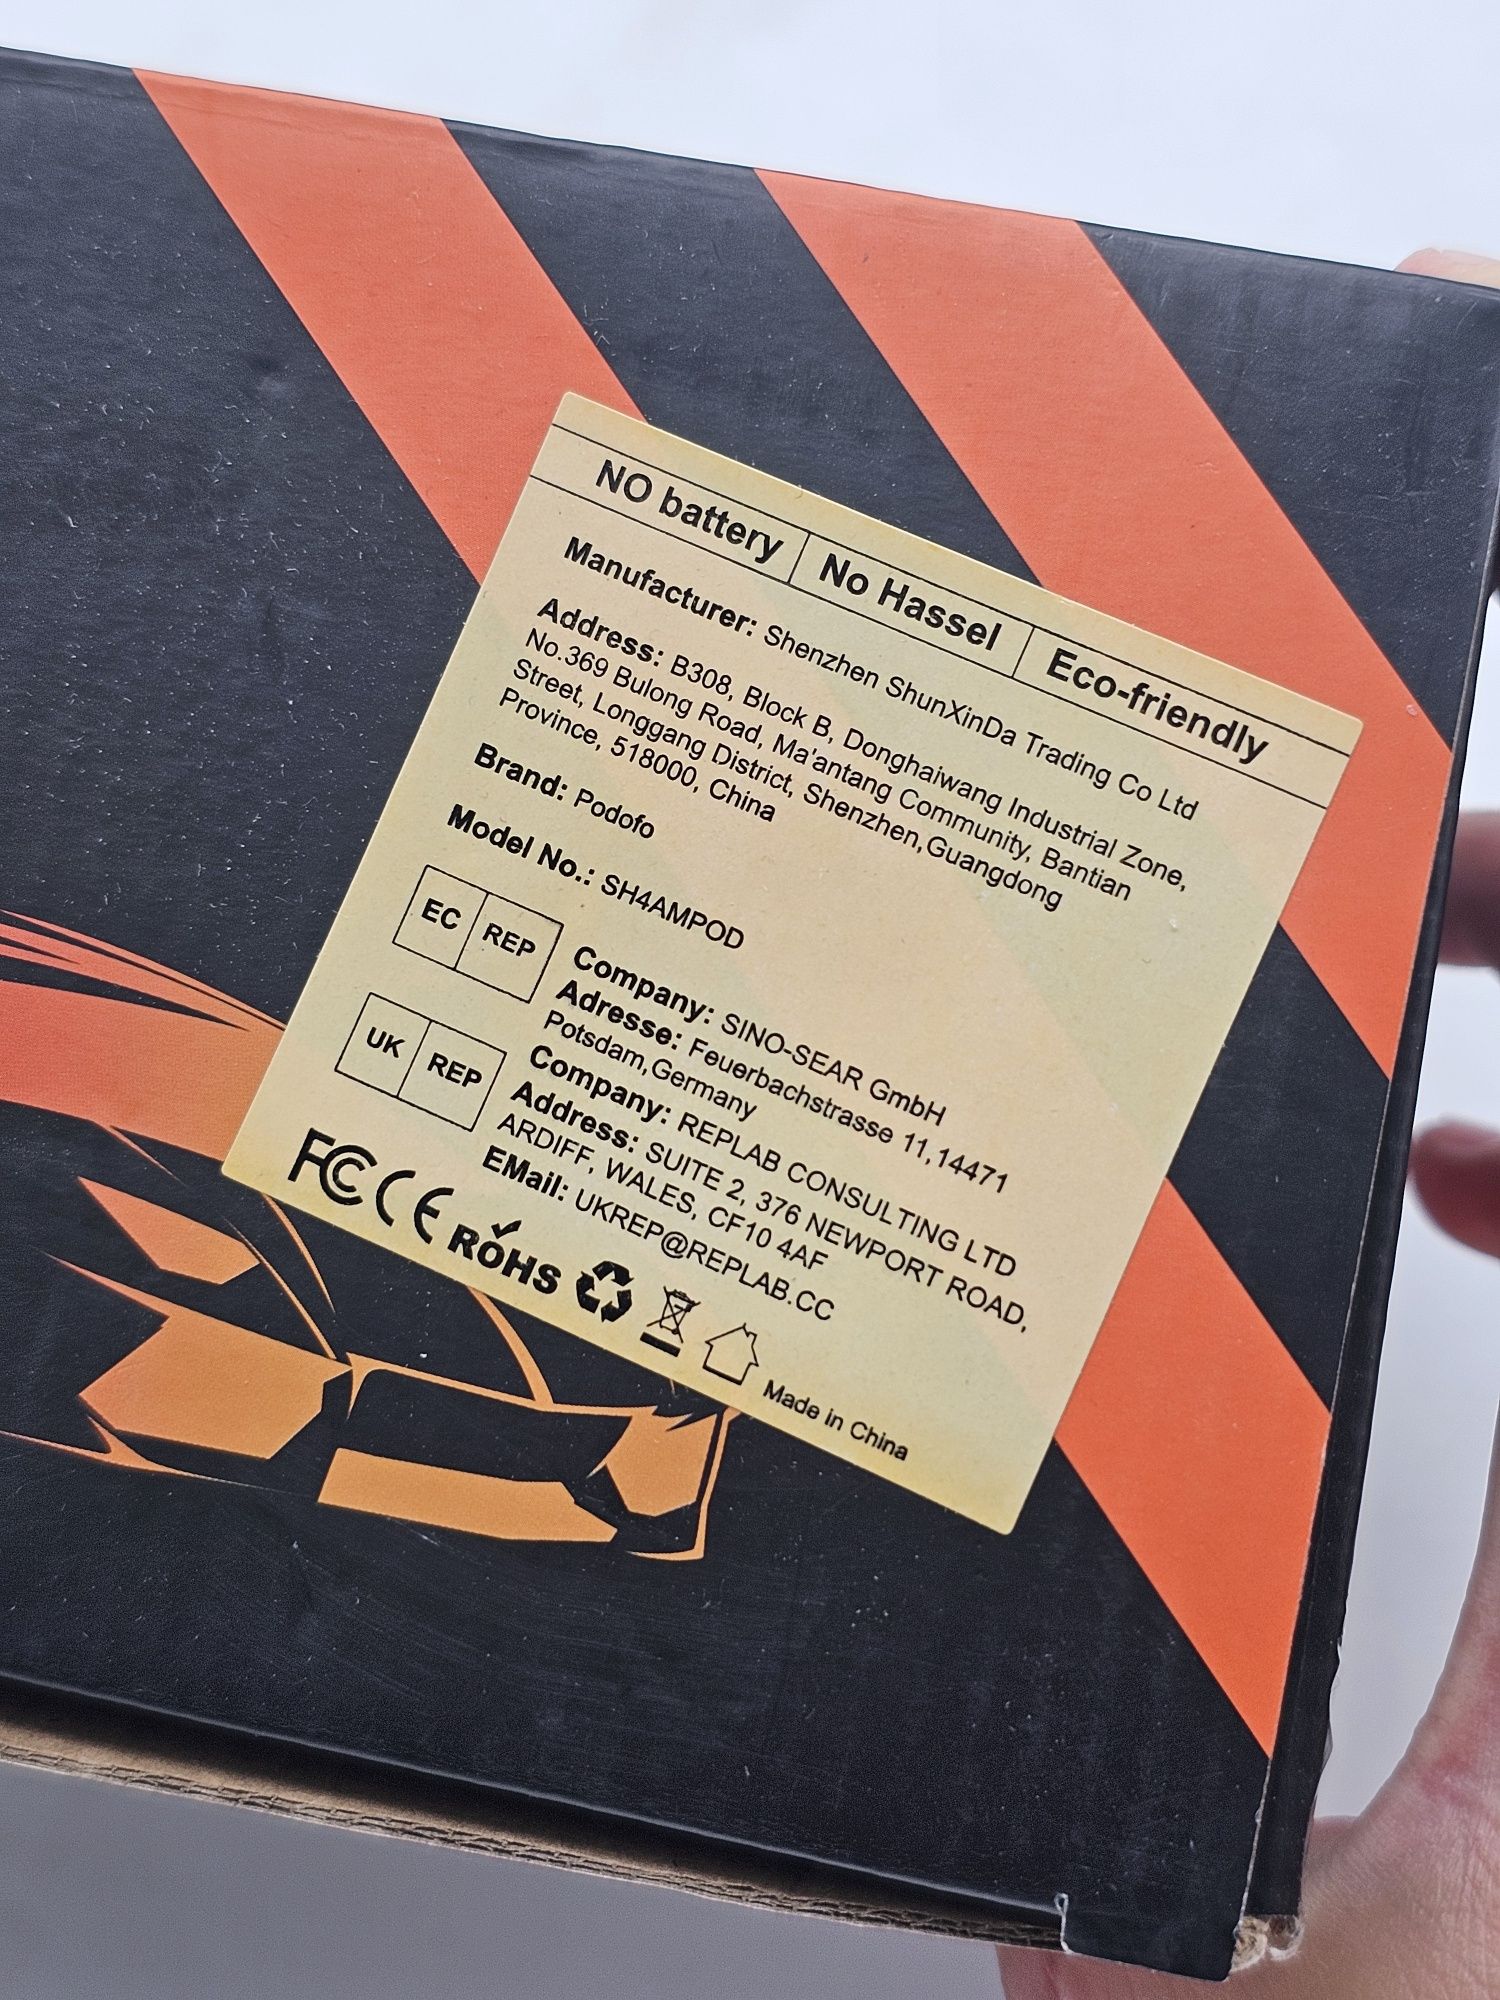 NO battery | No Hassel | Eco-friendly
Manufacturer: Shenzhen ShunXinDa Trading Co Ltd
Address: B308, Block B, Donghaiwang Industrial Zone,
No.369 Bulong Road, Ma'antang Community, Bantian
Street, Longgang District, Shenzhen,Guangdong
Province, 518000, China
Brand: Podofo
Model No.: SH4AMPOD
EC REP
Company: SINO-SEAR GmbH
Adresse: Feuerbachstrasse 11,14471
Potsdam,Germany
UK REP
Company: REPLAB CONSULTING LTD
Address: SUITE 2, 376 NEWPORT ROAD,
ARDIFF, WALES, CF10 4AF
EMail: UKREP@REPLAB.CC
FC CE ROHS
Made in China